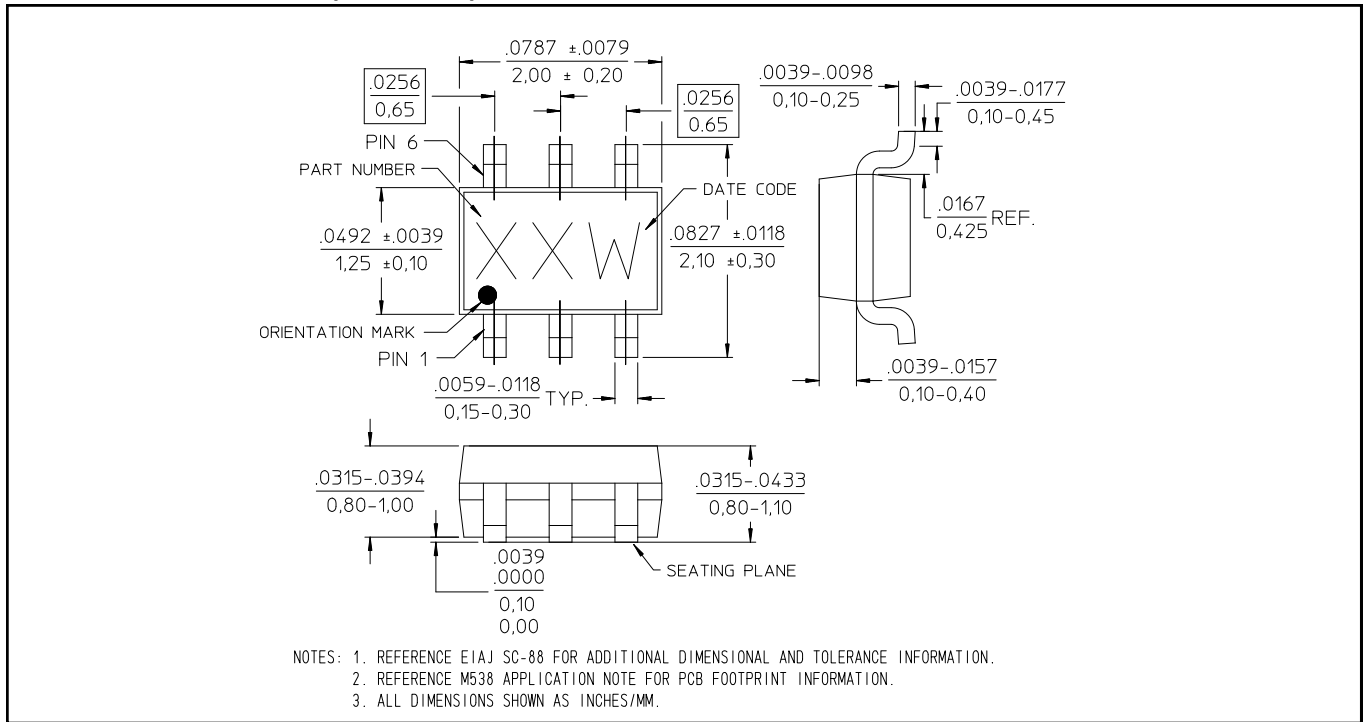 .0787 ±.0079
2,00 ± 0,20
.0256
0,65
.0256
0.65
.0039-.0098
0,10-0,25
.0039-.0177
0,10-0,45
PIN 6
PART NUMBER
DATE CODE
.0167
0,425
REF.
.0492 ±.0039
1,25 ±0,10
XXW
.0827 ±.0118
2,10 ±0,30
ORIENTATION MARK
PIN 1
.0059-.0118
0,15-0,30
TYP.
.0039-.0157
0,10-0,40
.0315-.0394
0,80-1,00
.0315-.0433
0,80-1,10
.0039
.0000
0,10
0,00
SEATING PLANE
NOTES: 1. REFERENCE EIAJ SC-88 FOR ADDITIONAL DIMENSIONAL AND TOLERANCE INFORMATION.
2. REFERENCE M538 APPLICATION NOTE FOR PCB FOOTPRINT INFORMATION.
3. ALL DIMENSIONS SHOWN AS INCHES/MM.